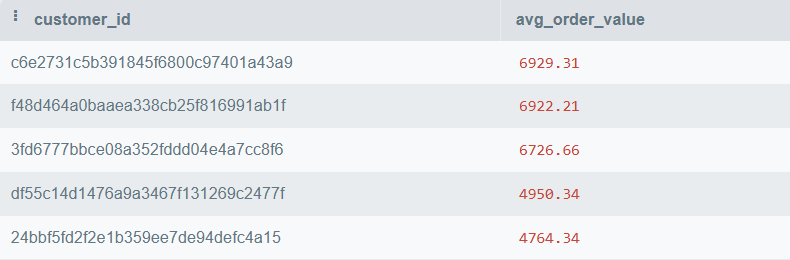 customer_id avg_order_value
c6e2731c5b391845f6800c97401a43a9 6929.31
f48d464a0baaea338cb25f816991ab1f 6922.21
3fd6777bbce08a352fddd04e4a7cc8f6 6726.66
df55c14d1476a9a3467f131269c2477f 4950.34
24bbf5fd2f2e1b359ee7de94defc4a15 4764.34